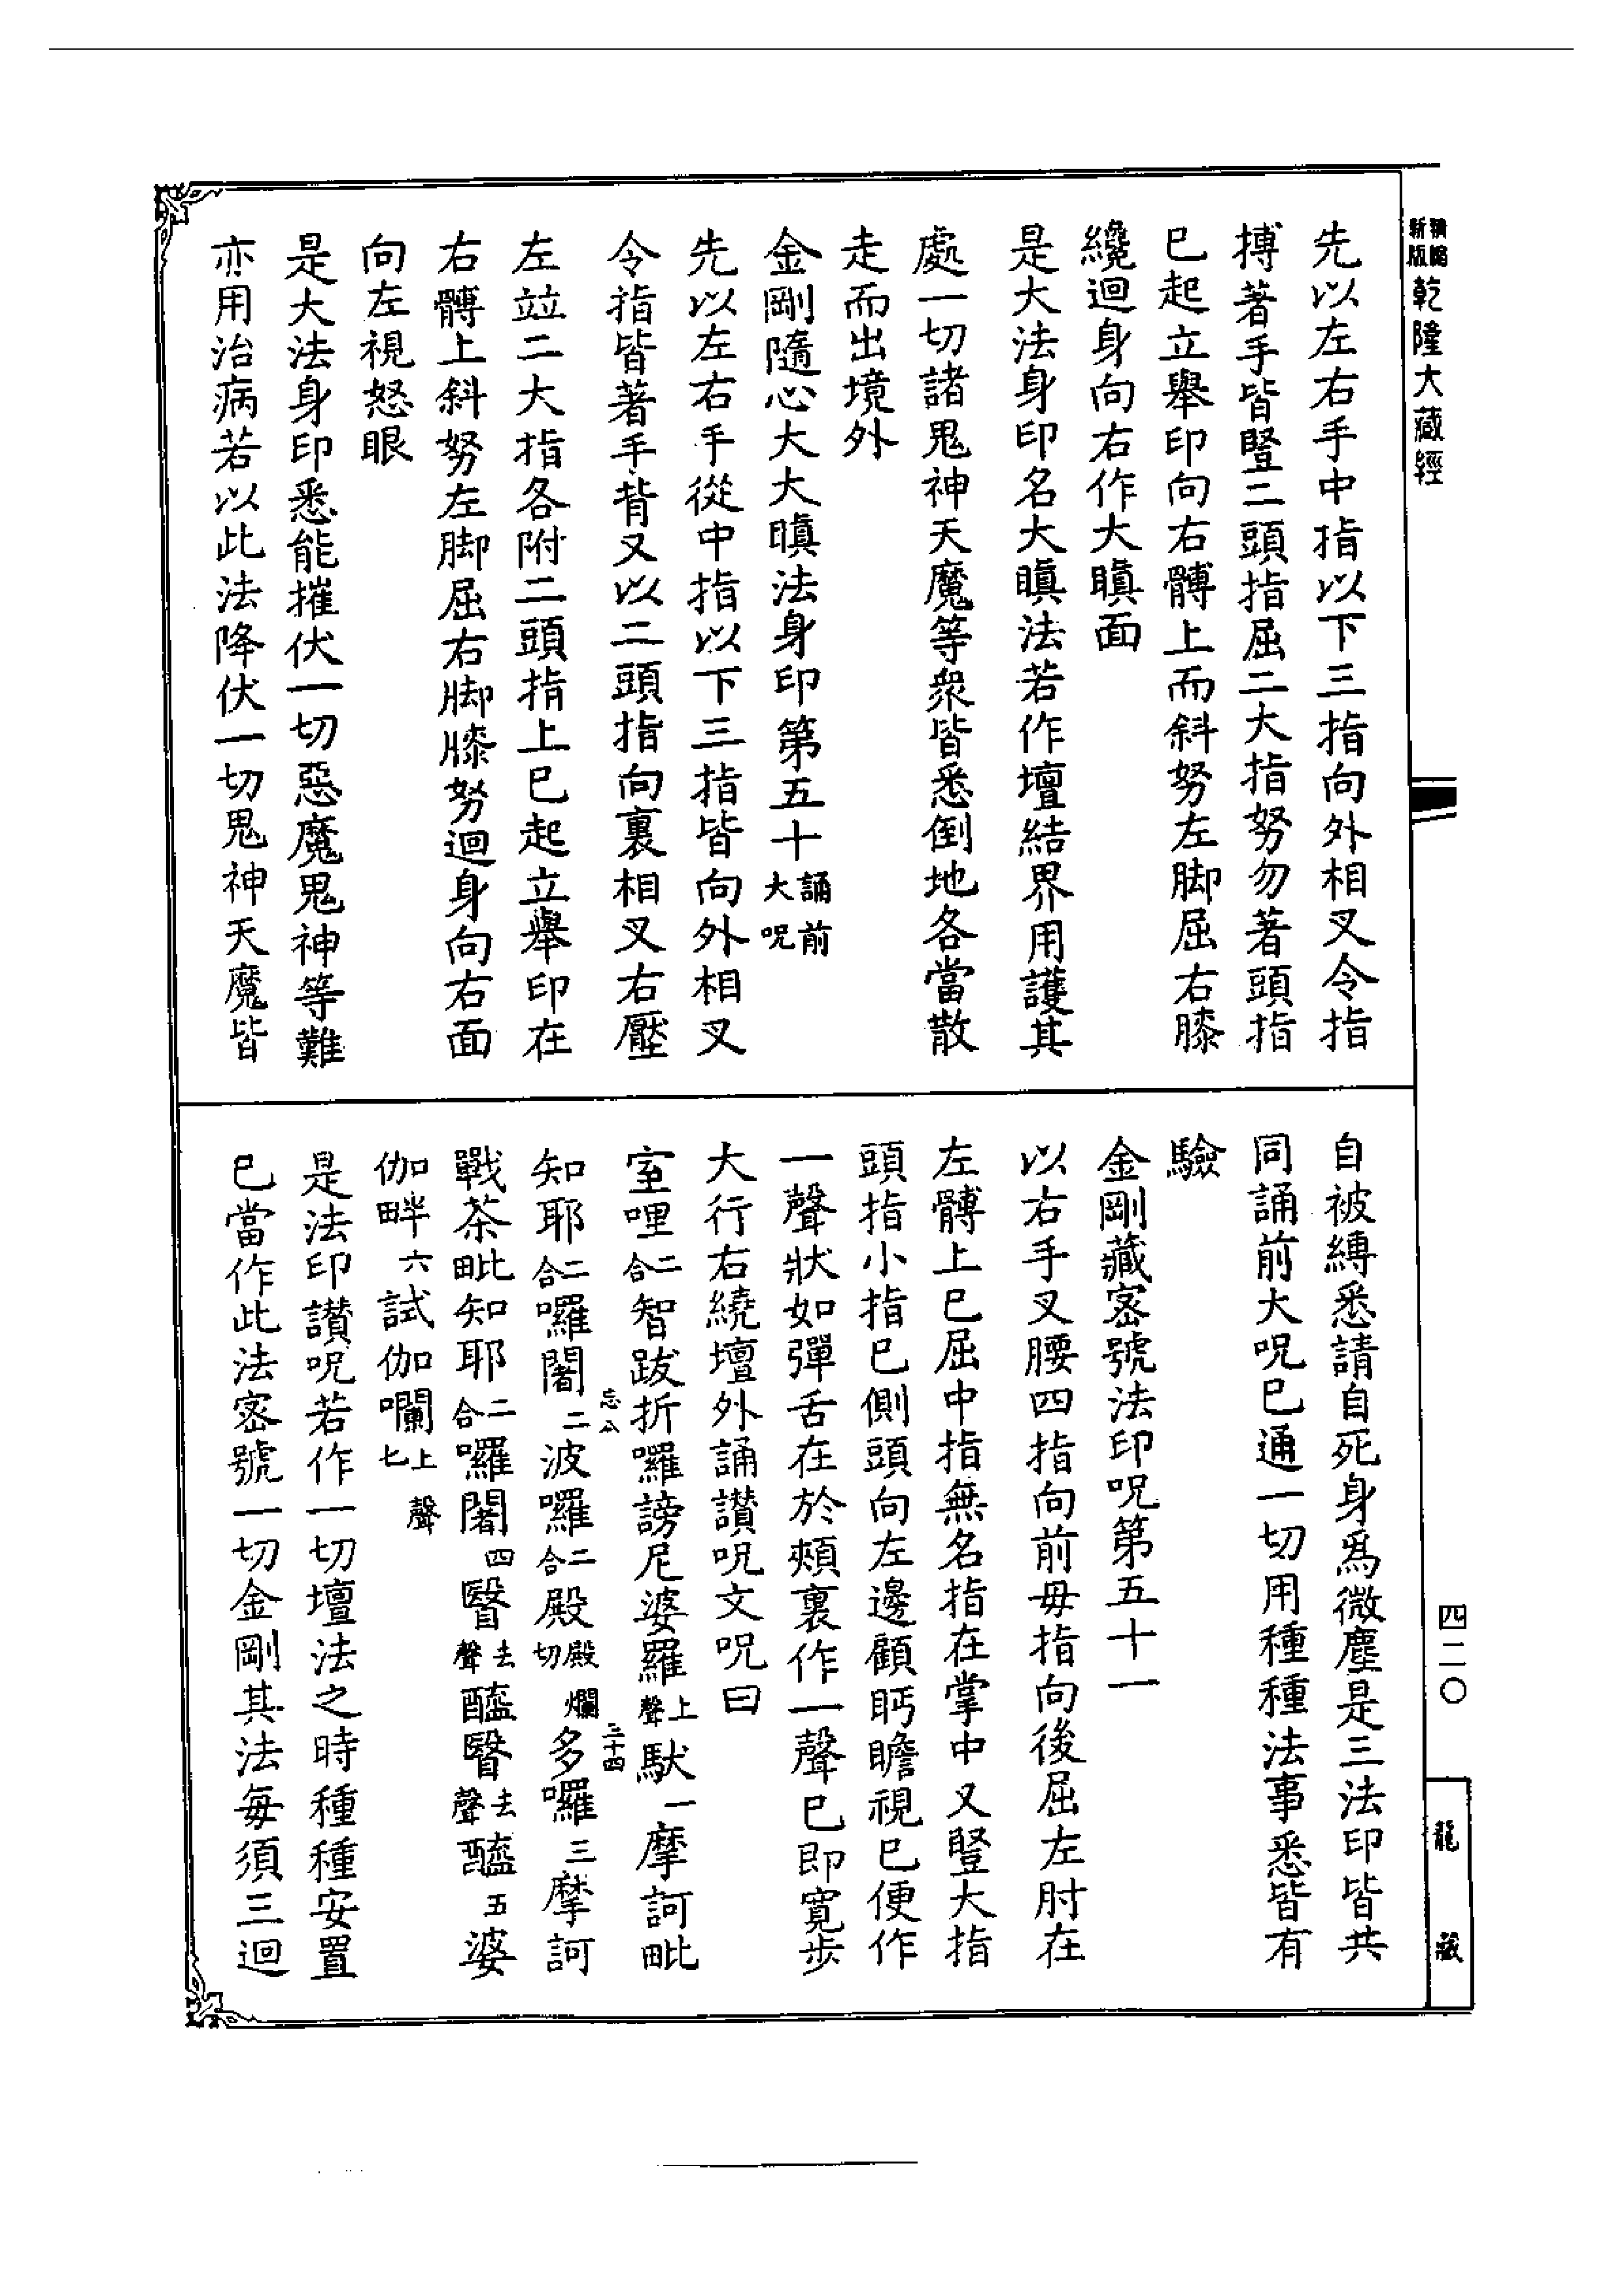 新版
乾隆大藏經
先以左右手中指以下三指向外相叉令指
搏著手皆豎二頭指屈二大指努勿著頭指
巳起立舉印向右髆上而斜努左脚屈右膝
纔迴身向右作大瞋面
是大法身印名大瞋法若作壇結界用護其
處一切諸鬼神天魔等衆皆悉倒地各當散
走而出境外
金剛隨心大大瞋法身印第五十誦前大呪
先以左右手從中指以下三指皆向外相叉
令指皆著手背又以二頭指向裏相叉右壓
左竝二大指各附二頭指上巳起立舉印在
右髆上斜努左脚屈右脚膝努迴身向右面
向左視怒眼
是大法身印悉能摧伏一切惡魔鬼神等難
亦用治病若以此法降伏一切鬼神天魔皆
自被縛悉請自死身爲微塵是三法印皆共
同誦前大呪巳通一切用種種法事悉皆有
驗
金剛藏密號法印呪第五十一
以右手叉腰四指向前毋指向後屈左肘在
左髆上巳屈中指無名指在掌中又豎大指
頭指小指巳側頭向左邊顧眄瞻視巳便作
一聲狀如彈舌在於頰裏作一聲巳即寬步
大行右繞壇外誦讃呪文呪曰
室哩二合智跋折囉謗尼婆羅上聲馱一摩訶毗
知耶二合囉闍二波囉二合殿殿爛切多囉三摩訶
戰茶毗知耶二合囉闍四醫去聲醯醫去聲醯五婆
伽畔六試伽囒上聲七
是法印讃呪若作一切壇法之時種種安置
巳當作此法密號一切金剛其法每須三迴
四二〇
龍藏
忘八
三十四